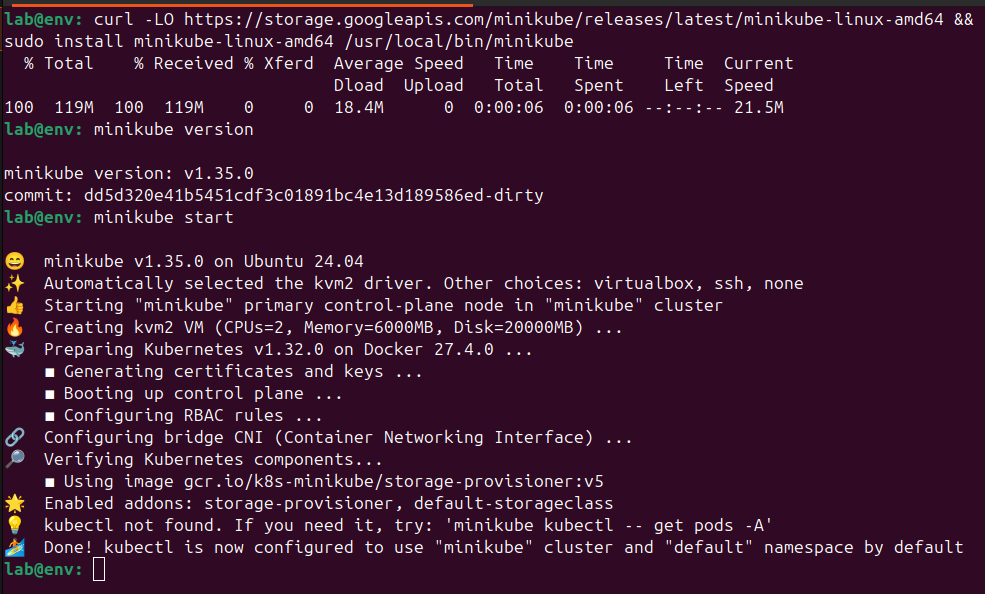 lab@env: curl -LO https://storage.googleapis.com/minikube/releases/latest/minikube-linux-amd64 &&
sudo install minikube-linux-amd64 /usr/local/bin/minikube
  % Total    % Received % Xferd  Average Speed   Time    Time     Time  Current
                                 Dload  Upload   Total   Spent    Left  Speed
100  119M  100  119M    0     0  18.4M      0  0:00:06  0:00:06 --:--:-- 21.5M
lab@env: minikube version
minikube version: v1.35.0
commit: dd5d320e41b5451cdf3c01891bc4e13d189586ed-dirty
lab@env: minikube start
😄  minikube v1.35.0 on Ubuntu 24.04
✨  Automatically selected the kvm2 driver. Other choices: virtualbox, ssh, none
👍  Starting "minikube" primary control-plane node in "minikube" cluster
🔥  Creating kvm2 VM (CPUs=2, Memory=6000MB, Disk=20000MB) ...
🐳  Preparing Kubernetes v1.32.0 on Docker 27.4.0 ...
    ▪ Generating certificates and keys ...
    ▪ Booting up control plane ...
    ▪ Configuring RBAC rules ...
🔗  Configuring bridge CNI (Container Networking Interface) ...
🔎  Verifying Kubernetes components...
    ▪ Using image gcr.io/k8s-minikube/storage-provisioner:v5
🌟  Enabled addons: storage-provisioner, default-storageclass
💡  kubectl not found. If you need it, try: 'minikube kubectl -- get pods -A'
🏄  Done! kubectl is now configured to use "minikube" cluster and "default" namespace by default
lab@env: